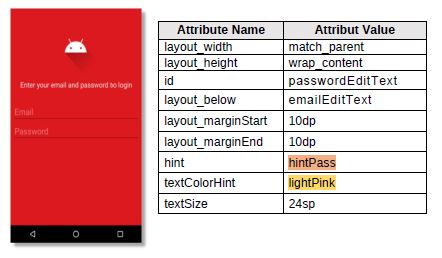 Enter your email and password to login
Email
Password
Attribute Name Attribut Value
layout_width match_parent
layout_height wrap_content
id passwordEditText
layout_below emailEditText
layout_marginStart 10dp
layout_marginEnd 10dp
hint hintPass
textColorHint lightPink
textSize 24sp